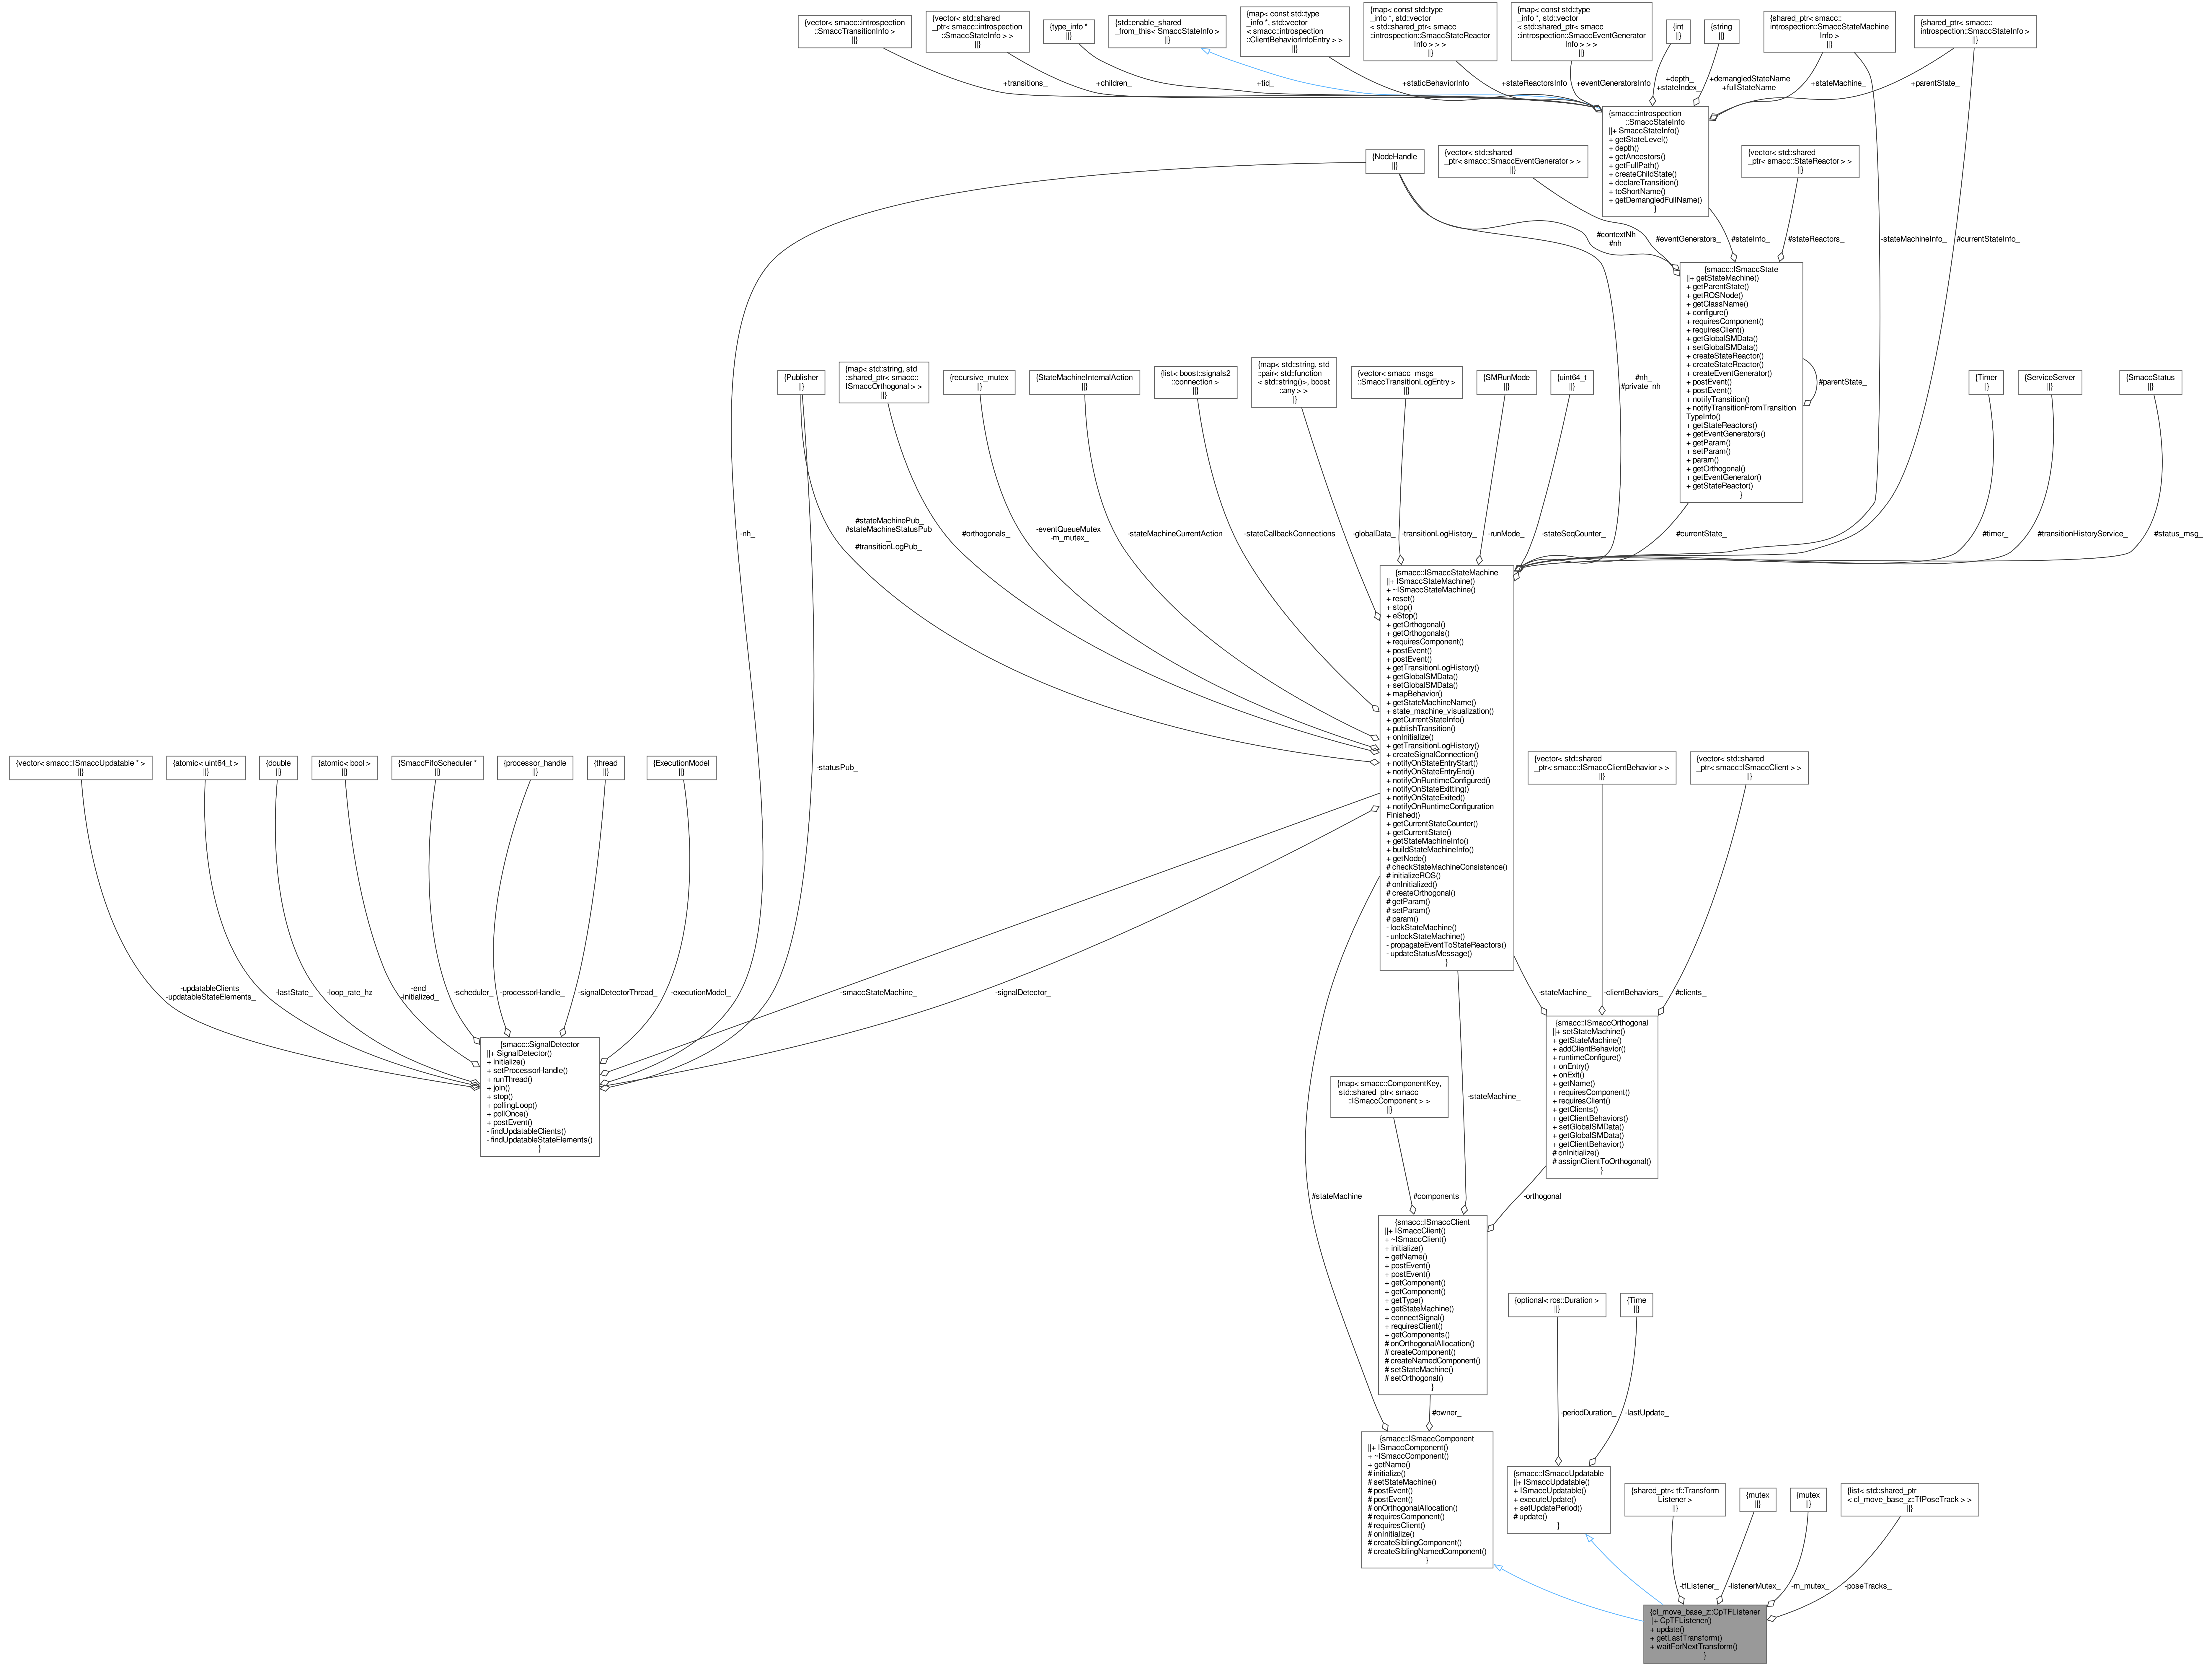 {vector< smacc::introspection
::SmaccTransitionInfo >
||}
{vector< std::shared
_ptr< smacc::introspection
::SmaccStateInfo > >
||}
{type_info *
||}
{std::enable_shared
_from_this< SmaccStateInfo >
||}
{map< const std::type
_info *, std::vector
< smacc::introspection
::ClientBehaviorInfoEntry > >
||}
{map< const std::type
_info *, std::vector
< std::shared_ptr< smacc
::introspection::SmaccStateReactor
Info > > >
||}
{map< const std::type
_info *, std::vector
< std::shared_ptr< smacc
::introspection::SmaccEventGenerator
Info > > >
||}
{int
||}
{string
||}
{shared_ptr< smacc::
introspection::SmaccStateMachine
Info >
||}
{shared_ptr< smacc::
introspection::SmaccStateInfo >
||}
+transitions_
+children_
+tid_
+staticBehaviorInfo
+stateReactorsInfo
+eventGeneratorsInfo
+depth_
+stateIndex_
+demangledStateName
+fullStateName
+stateMachine_
+parentState_
{smacc::introspection
::SmaccStateInfo
||+ SmaccStateInfo()
+ getStateLevel()
+ depth()
+ getAncestors()
+ getFullPath()
+ createChildState()
+ declareTransition()
+ toShortName()
+ getDemangledFullName()
}
{NodeHandle
||}
{vector< std::shared
_ptr< smacc::SmaccEventGenerator > >
||}
{vector< std::shared
_ptr< smacc::StateReactor > >
||}
#contextNh
#nh
#eventGenerators_
#stateInfo_
#stateReactors_
-stateMachineInfo_
#currentStateInfo_
{smacc::ISmaccState
||+ getStateMachine()
+ getParentState()
+ getROSNode()
+ getClassName()
+ configure()
+ requiresComponent()
+ requiresClient()
+ getGlobalSMData()
+ setGlobalSMData()
+ createStateReactor()
+ createStateReactor()
+ createEventGenerator()
+ postEvent()
+ postEvent()
+ notifyTransition()
+ notifyTransitionFromTransition
TypeInfo()
+ getStateReactors()
+ getEventGenerators()
+ getParam()
+ setParam()
+ param()
+ getOrthogonal()
+ getEventGenerator()
+ getStateReactor()
}
#parentState_
{Publisher
||}
{map< std::string, std
::shared_ptr< smacc::
ISmaccOrthogonal > >
||}
{recursive_mutex
||}
{StateMachineInternalAction
||}
{list< boost::signals2
::connection >
||}
{map< std::string, std
::pair< std::function
< std::string()>, boost
::any > >
||}
{vector< smacc_msgs
::SmaccTransitionLogEntry >
||}
{SMRunMode
||}
{uint64_t
||}
#nh_
#private_nh_
{Timer
||}
{ServiceServer
||}
{SmaccStatus
||}
-nh_
#stateMachinePub_
#stateMachineStatusPub
_
#transitionLogPub_
#orthogonals_
-eventQueueMutex_
-m_mutex_
-stateMachineCurrentAction
-stateCallbackConnections
-globalData_
-transitionLogHistory_
-runMode_
-stateSeqCounter_
#currentState_
#timer_
#transitionHistoryService_
#status_msg_
{smacc::ISmaccStateMachine
||+ ISmaccStateMachine()
+ ~ISmaccStateMachine()
+ reset()
+ stop()
+ eStop()
+ getOrthogonal()
+ getOrthogonals()
+ requiresComponent()
+ postEvent()
+ postEvent()
+ getTransitionLogHistory()
+ getGlobalSMData()
+ setGlobalSMData()
+ mapBehavior()
+ getStateMachineName()
+ state_machine_visualization()
+ getCurrentStateInfo()
+ publishTransition()
+ onInitialize()
+ getTransitionLogHistory()
+ createSignalConnection()
+ notifyOnStateEntryStart()
+ notifyOnStateEntryEnd()
+ notifyOnRuntimeConfigured()
+ notifyOnStateExitting()
+ notifyOnStateExited()
+ notifyOnRuntimeConfiguration
Finished()
+ getCurrentStateCounter()
+ getCurrentState()
+ getStateMachineInfo()
+ buildStateMachineInfo()
+ getNode()
# checkStateMachineConsistence()
# initializeROS()
# onInitialized()
# createOrthogonal()
# getParam()
# setParam()
# param()
- lockStateMachine()
- unlockStateMachine()
- propagateEventToStateReactors()
- updateStatusMessage()
}
-statusPub_
{vector< smacc::ISmaccUpdatable * >
||}
{atomic< uint64_t >
||}
{double
||}
{atomic< bool >
||}
{SmaccFifoScheduler *
||}
{processor_handle
||}
{thread
||}
{ExecutionModel
||}
{vector< std::shared
_ptr< smacc::ISmaccClientBehavior > >
||}
{vector< std::shared
_ptr< smacc::ISmaccClient > >
||}
-updatableClients_
-updatableStateElements_
-lastState_
-loop_rate_hz
-end_
-initialized_
-scheduler_
-processorHandle_
-signalDetectorThread_
-executionModel_
-smaccStateMachine_
-signalDetector_
-stateMachine_
-clientBehaviors_
#clients_
{smacc::SignalDetector
||+ SignalDetector()
+ initialize()
+ setProcessorHandle()
+ runThread()
+ join()
+ stop()
+ pollingLoop()
+ pollOnce()
+ postEvent()
- findUpdatableClients()
- findUpdatableStateElements()
}
{smacc::ISmaccOrthogonal
||+ setStateMachine()
+ getStateMachine()
+ addClientBehavior()
+ runtimeConfigure()
+ onEntry()
+ onExit()
+ getName()
+ requiresComponent()
+ requiresClient()
+ getClients()
+ getClientBehaviors()
+ setGlobalSMData()
+ getGlobalSMData()
+ getClientBehavior()
# onInitialize()
# assignClientToOrthogonal()
}
{map< smacc::ComponentKey,
std::shared_ptr< smacc
::ISmaccComponent > >
||}
-stateMachine_
#stateMachine_
#components_
-orthogonal_
{smacc::ISmaccClient
||+ ISmaccClient()
+ ~ISmaccClient()
+ initialize()
+ getName()
+ postEvent()
+ postEvent()
+ getComponent()
+ getComponent()
+ getType()
+ getStateMachine()
+ connectSignal()
+ requiresClient()
+ getComponents()
# onOrthogonalAllocation()
# createComponent()
# createNamedComponent()
# setStateMachine()
# setOrthogonal()
}
{optional< ros::Duration >
||}
{Time
||}
#owner_
-periodDuration_
-lastUpdate_
{smacc::ISmaccComponent
||+ ISmaccComponent()
+ ~ISmaccComponent()
+ getName()
# initialize()
# setStateMachine()
# postEvent()
# postEvent()
# onOrthogonalAllocation()
# requiresComponent()
# requiresClient()
# onInitialize()
# createSiblingComponent()
# createSiblingNamedComponent()
}
{smacc::ISmaccUpdatable
||+ ISmaccUpdatable()
+ ISmaccUpdatable()
+ executeUpdate()
+ setUpdatePeriod()
# update()
}
{shared_ptr< tf::Transform
Listener >
||}
{mutex
||}
{mutex
||}
{list< std::shared_ptr
< cl_move_base_z::TfPoseTrack > >
||}
-tfListener_
-listenerMutex_
-m_mutex_
-poseTracks_
{cl_move_base_z::CpTFListener
||+ CpTFListener()
+ update()
+ getLastTransform()
+ waitForNextTransform()
}